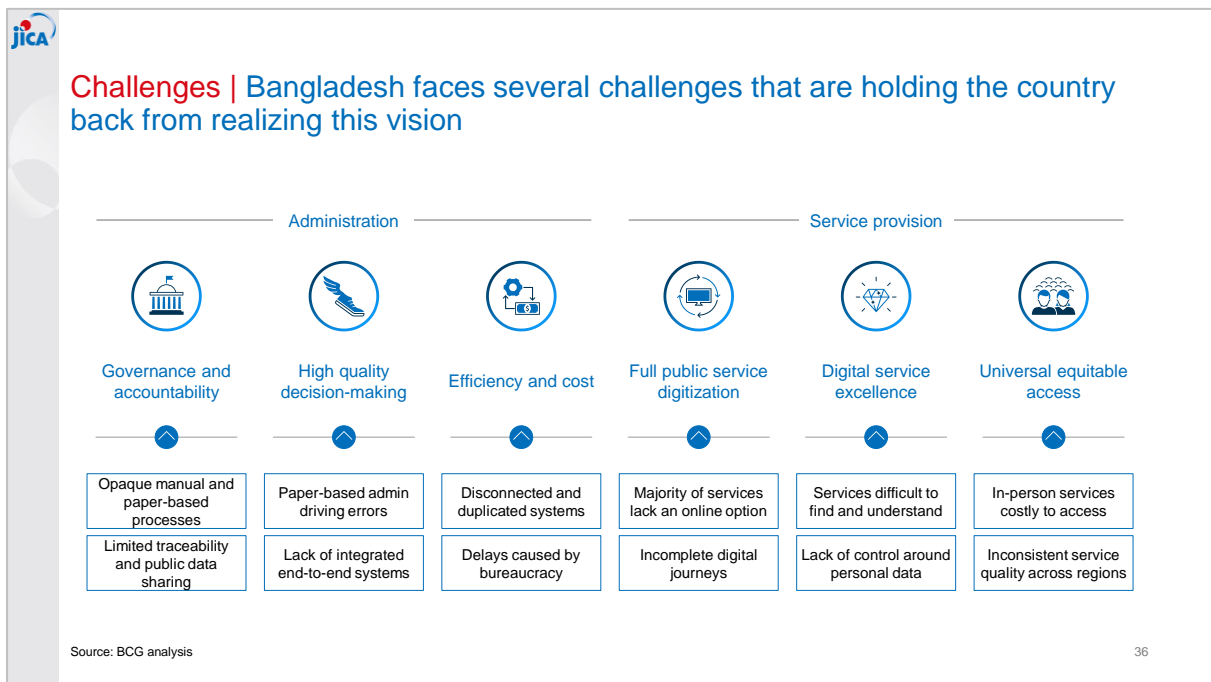 jICA
Challenges | Bangladesh faces several challenges that are holding the country
back from realizing this vision
Administration
Service provision
Governance and
accountability
High quality
decision-making
Efficiency and cost
Full public service
digitization
Digital service
excellence
Universal equitable
access
Opaque manual and
paper-based
processes
Paper-based admin
driving errors
Disconnected and
duplicated systems
Majority of services
lack an online option
Services difficult to
find and understand
In-person services
costly to access
Limited traceability
and public data
sharing
Lack of integrated
end-to-end systems
Delays caused by
bureaucracy
Incomplete digital
journeys
Lack of control around
personal data
Inconsistent service
quality across regions
Source: BCG analysis
36